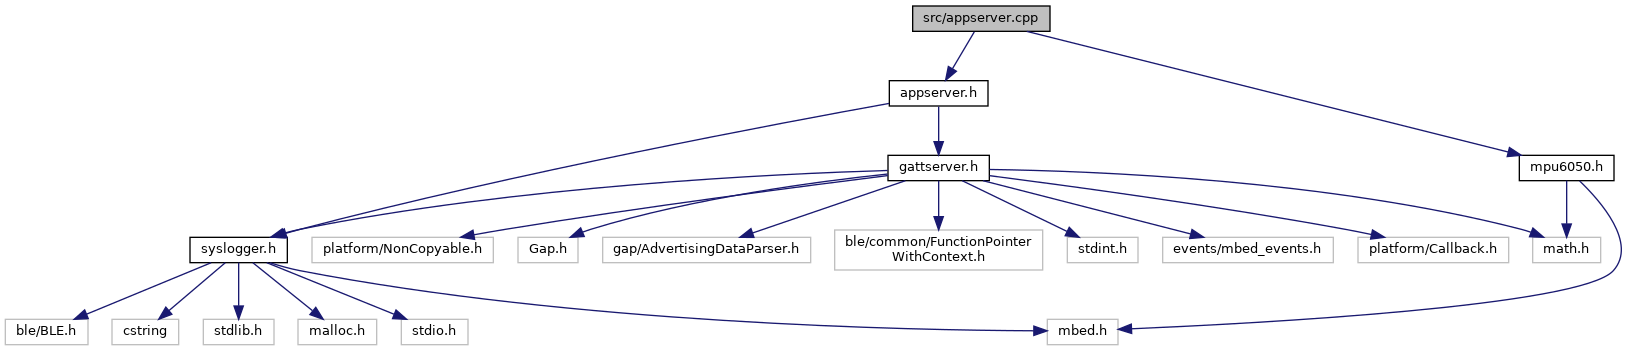 src/appserver.cpp
appserver.h
gattserver.h
mpu6050.h
syslogger.h
platform/NonCopyable.h
Gap.h
gap/AdvertisingDataParser.h
ble/common/FunctionPointer
WithContext.h
stdint.h
events/mbed_events.h
platform/Callback.h
math.h
ble/BLE.h
cstring
stdlib.h
malloc.h
stdio.h
mbed.h